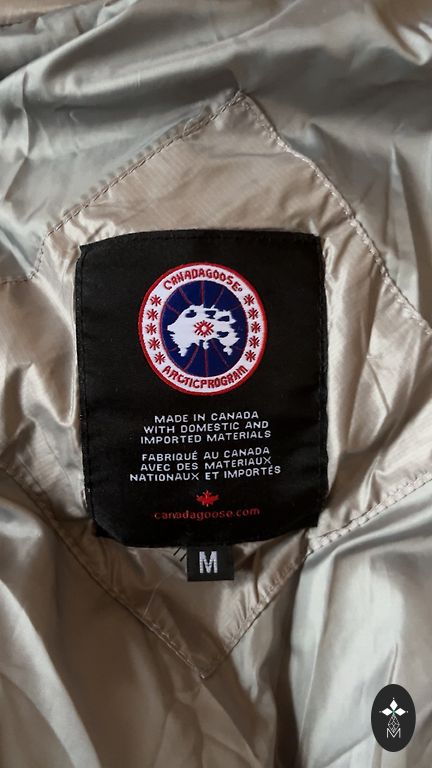 CANADA GOOSE®
ARCTIC PROGRAM
MADE IN CANADA
WITH DOMESTIC AND
IMPORTED MATERIALS
FABRIQUÉ AU CANADA
AVEC DES MATERIAUX
NATIONAUX ET IMPORTÉS
canadagoose.com
M
M